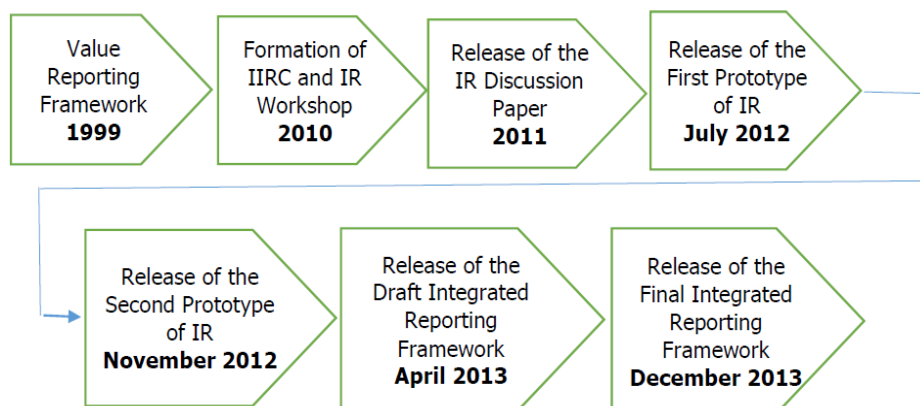 Value
Reporting
Framework
1999
Formation of
IIRC and IR
Workshop
2010
Release of the
IR Discussion
Paper
2011
Release of the
First Prototype
of IR
July 2012
Release of the
Second Prototype
of IR
November 2012
Release of the
Draft Integrated
Reporting
Framework
April 2013
Release of the
Final Integrated
Reporting
Framework
December 2013